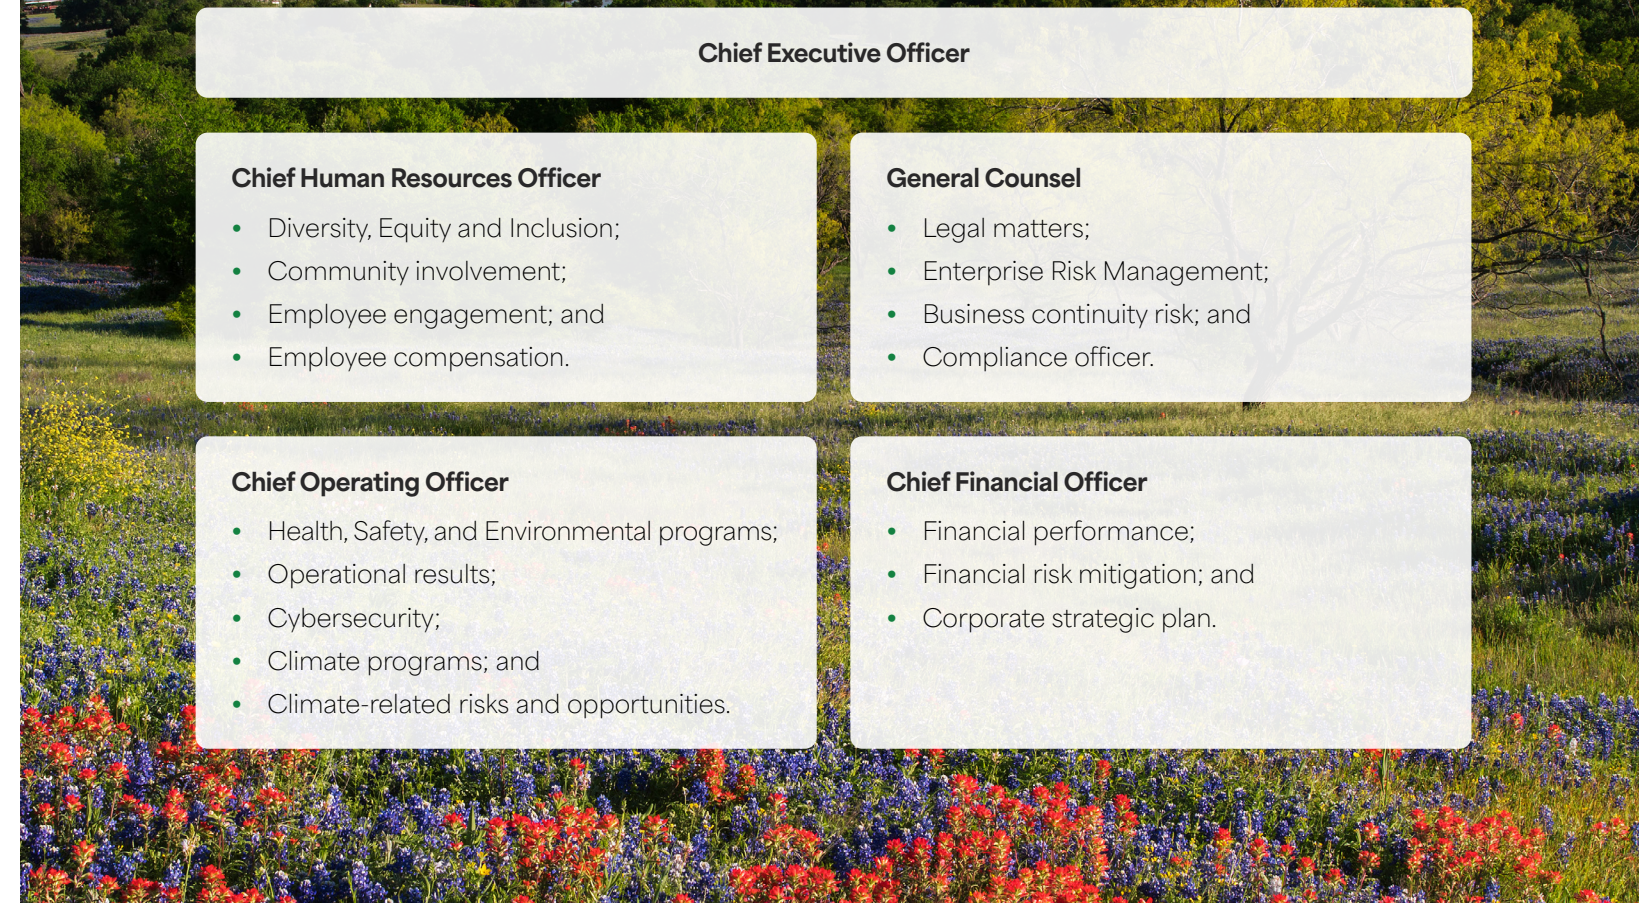 Chief Executive Officer
Chief Human Resources Officer
• Diversity, Equity and Inclusion;
• Community involvement;
• Employee engagement; and
• Employee compensation.
General Counsel
• Legal matters;
• Enterprise Risk Management;
• Business continuity risk; and
• Compliance officer.
Chief Operating Officer
• Health, Safety, and Environmental programs;
• Operational results;
• Cybersecurity;
• Climate programs; and
• Climate-related risks and opportunities.
Chief Financial Officer
• Financial performance;
• Financial risk mitigation; and
• Corporate strategic plan.